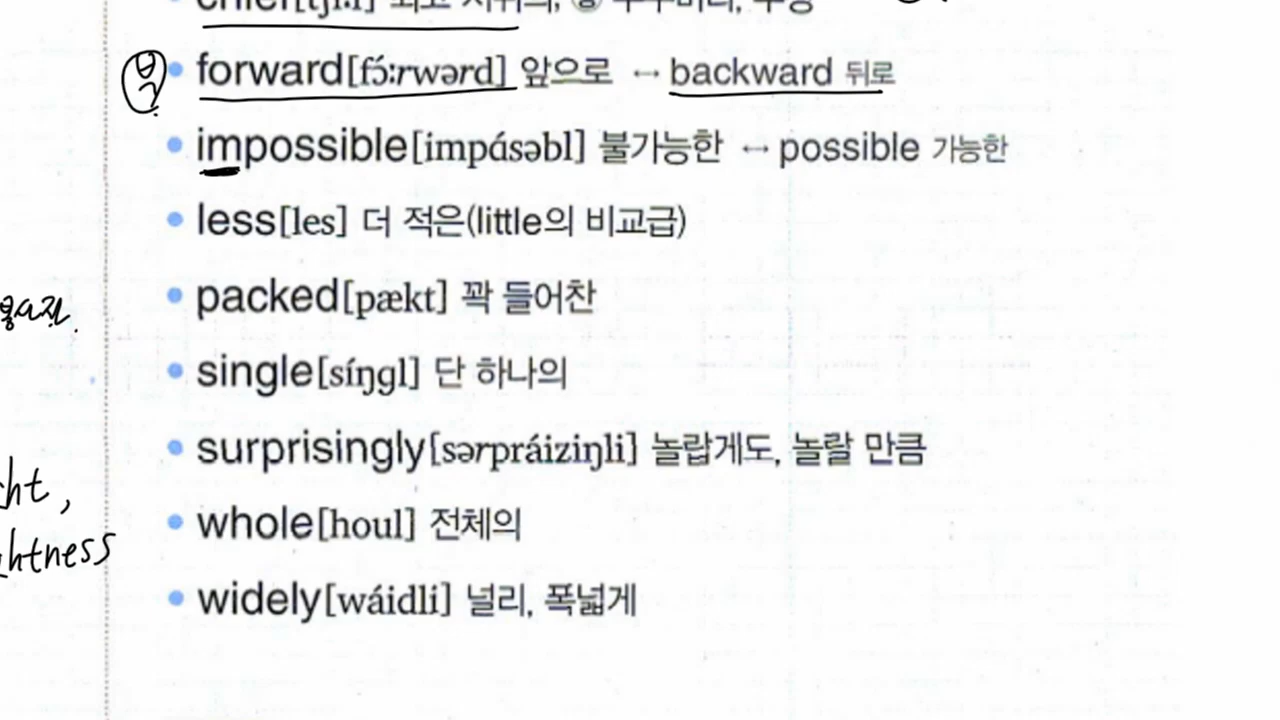 forward[fɔ́ːrwərd] 앞으로 ↔ backward 뒤로
impossible[impάsəbl] 불가능한 ↔ possible 가능한
less[les] 더 적은(little의 비교급)
packed[pækt] 꽉 들어찬
single[síŋgl] 단 하나의
surprisingly[sərpráiziŋli] 놀랍게도, 놀랄 만큼
ght,
whole[houl] 전체의
ghtness
widely[wáidli] 널리, 폭넓게